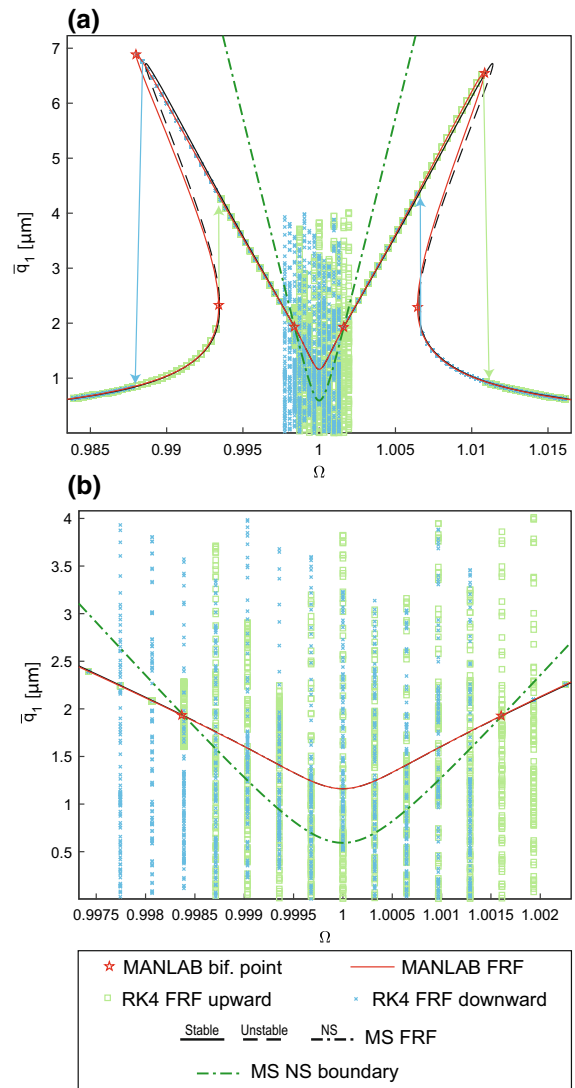 (a)
7
6
5
4
3
2
1
q̅₁ [μm]
0.985 0.99 0.995 1 1.005 1.01 1.015
Ω
(b)
4
3.5
3
2.5
2
1.5
1
0.5
q̅₁ [μm]
0.9975 0.998 0.9985 0.999 0.9995 1 1.0005 1.001 1.0015 1.002
Ω
MANLAB bif. point MANLAB FRF
RK4 FRF upward RK4 FRF downward
Stable Unstable NS MS FRF
MS NS boundary